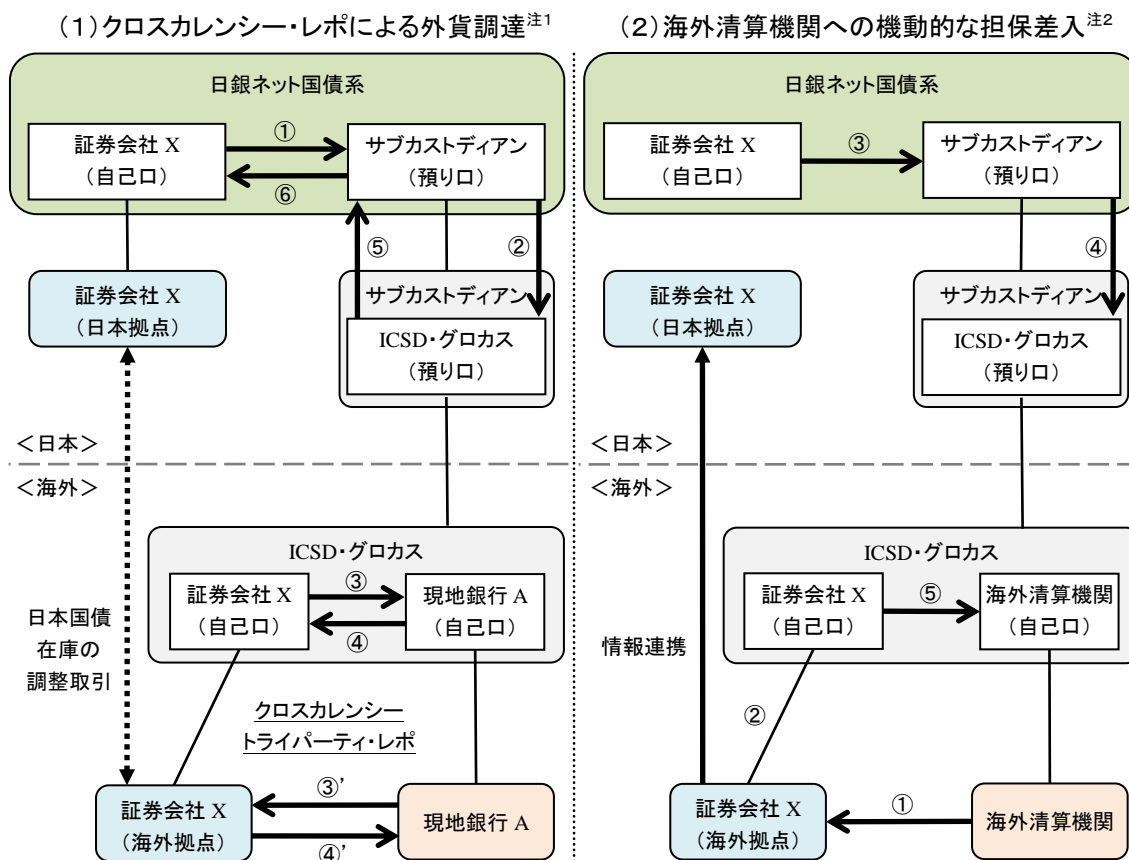 （１）クロスカレンシー・レポによる外貨調達注1
日銀ネット国債系
証券会社 X
（自己口）
①
⑥
サブカストディアン
（預り口）
⑤
②
証券会社 X
（日本拠点）
サブカストディアン
ICSD・グロカス
（預り口）
＜日本＞
＜海外＞
ICSD・グロカス
証券会社 X
（自己口）
③
④
現地銀行 A
（自己口）
日本国債
在庫の
調整取引
クロスカレンシー
トライパーティ・レポ
証券会社 X
（海外拠点）
③’
④’
現地銀行 A
（２）海外清算機関への機動的な担保差入注2
日銀ネット国債系
証券会社 X
（自己口）
③
サブカストディアン
（預り口）
④
証券会社 X
（日本拠点）
サブカストディアン
ICSD・グロカス
（預り口）
＜日本＞
＜海外＞
ICSD・グロカス
証券会社 X
（自己口）
⑤
海外清算機関
（自己口）
情報連携
②
証券会社 X
（海外拠点）
①
海外清算機関